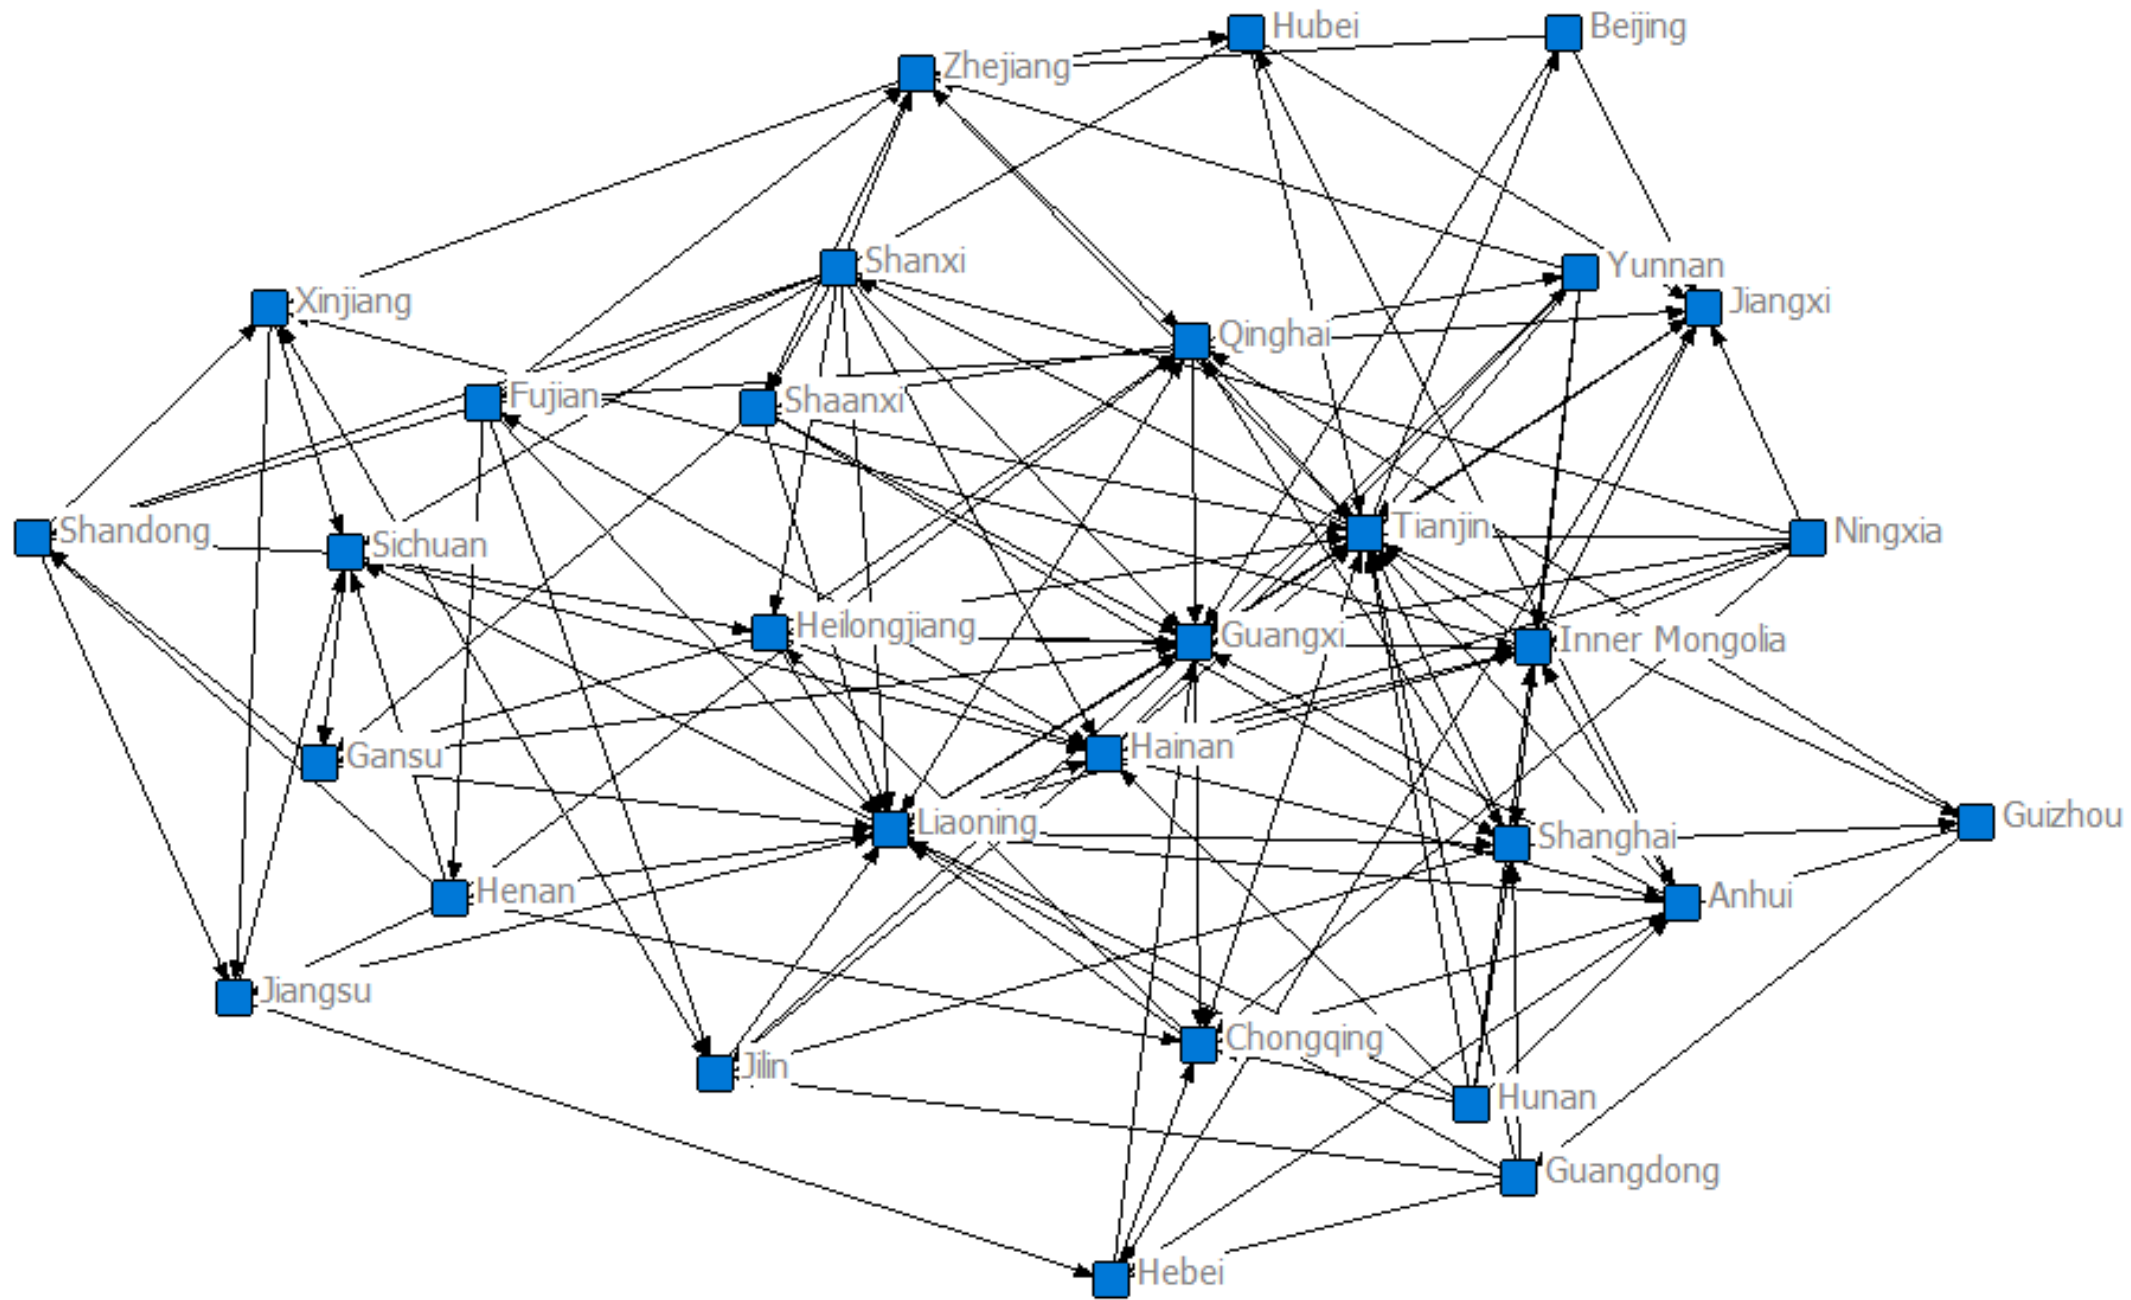 Hubei
Beijing
Zhejiang
Shanxi
Yunnan
Xinjiang
Jiangxi
Qinghai
Fujian
Shaanxi
Shandong
Sichuan
Tianjin
Ningxia
Heilongjiang
Guangxi
Inner Mongolia
Gansu
Hainan
Liaoning
Shanghai
Guizhou
Henan
Anhui
Jiangsu
Jilin
Chongqing
Hunan
Guangdong
Hebei